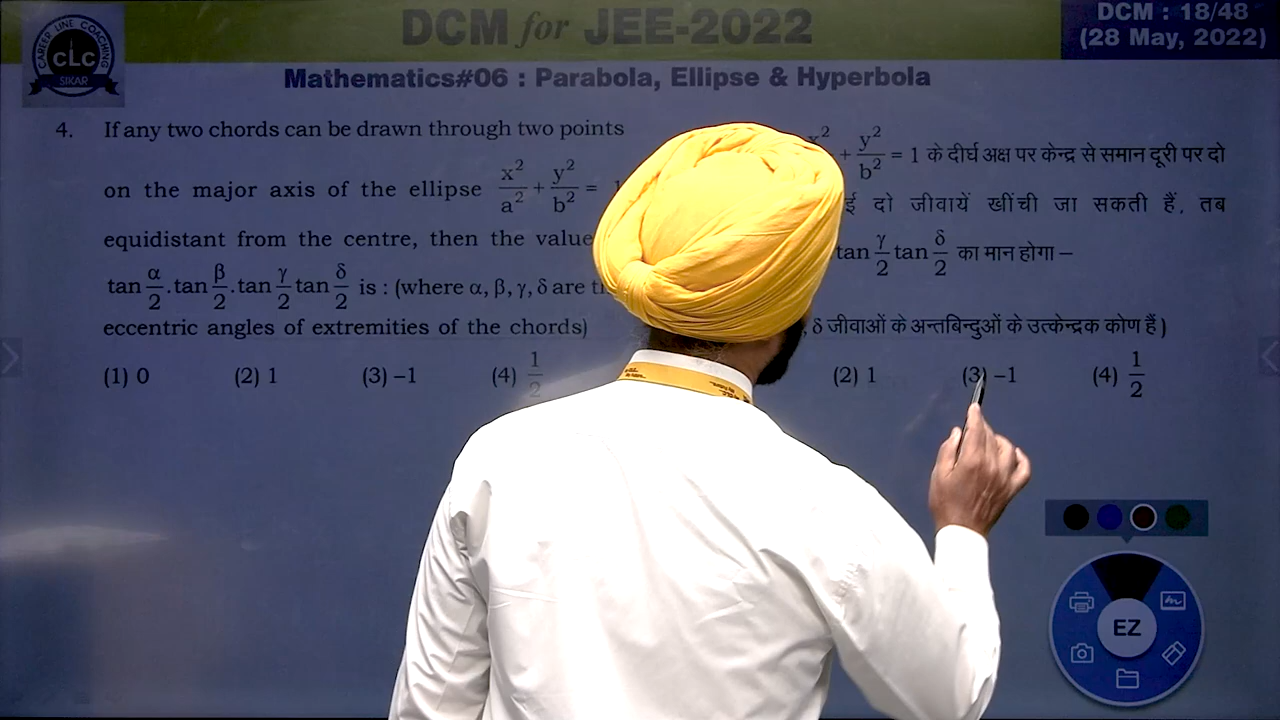 DCM for JEE-2022
DCM : 18/48
(28 May, 2022)
CAREER LINE COACHING
CLC
SIKAR
Mathematics#06 : Parabola, Ellipse & Hyperbola
4. If any two chords can be drawn through two points
on the major axis of the ellipse x²/a² + y²/b² =
equidistant from the centre, then the value
tan α/2 . tan β/2 . tan γ/2 tan δ/2 is : (where α, β, γ, δ are
eccentric angles of extremities of the chords)
(1) 0 (2) 1 (3) –1 (4) 1/2
x² + y²/b² = 1 के दीर्घ अक्ष पर केन्द्र से समान दूरी पर दो
दो जीवायें खींची जा सकती हैं, तब
tan γ/2 tan δ/2 का मान होगा –
, δ जीवाओं के अन्तबिन्दुओं के उत्केन्द्रक कोण हैं )
(2) 1 (3) –1 (4) 1/2
EZ